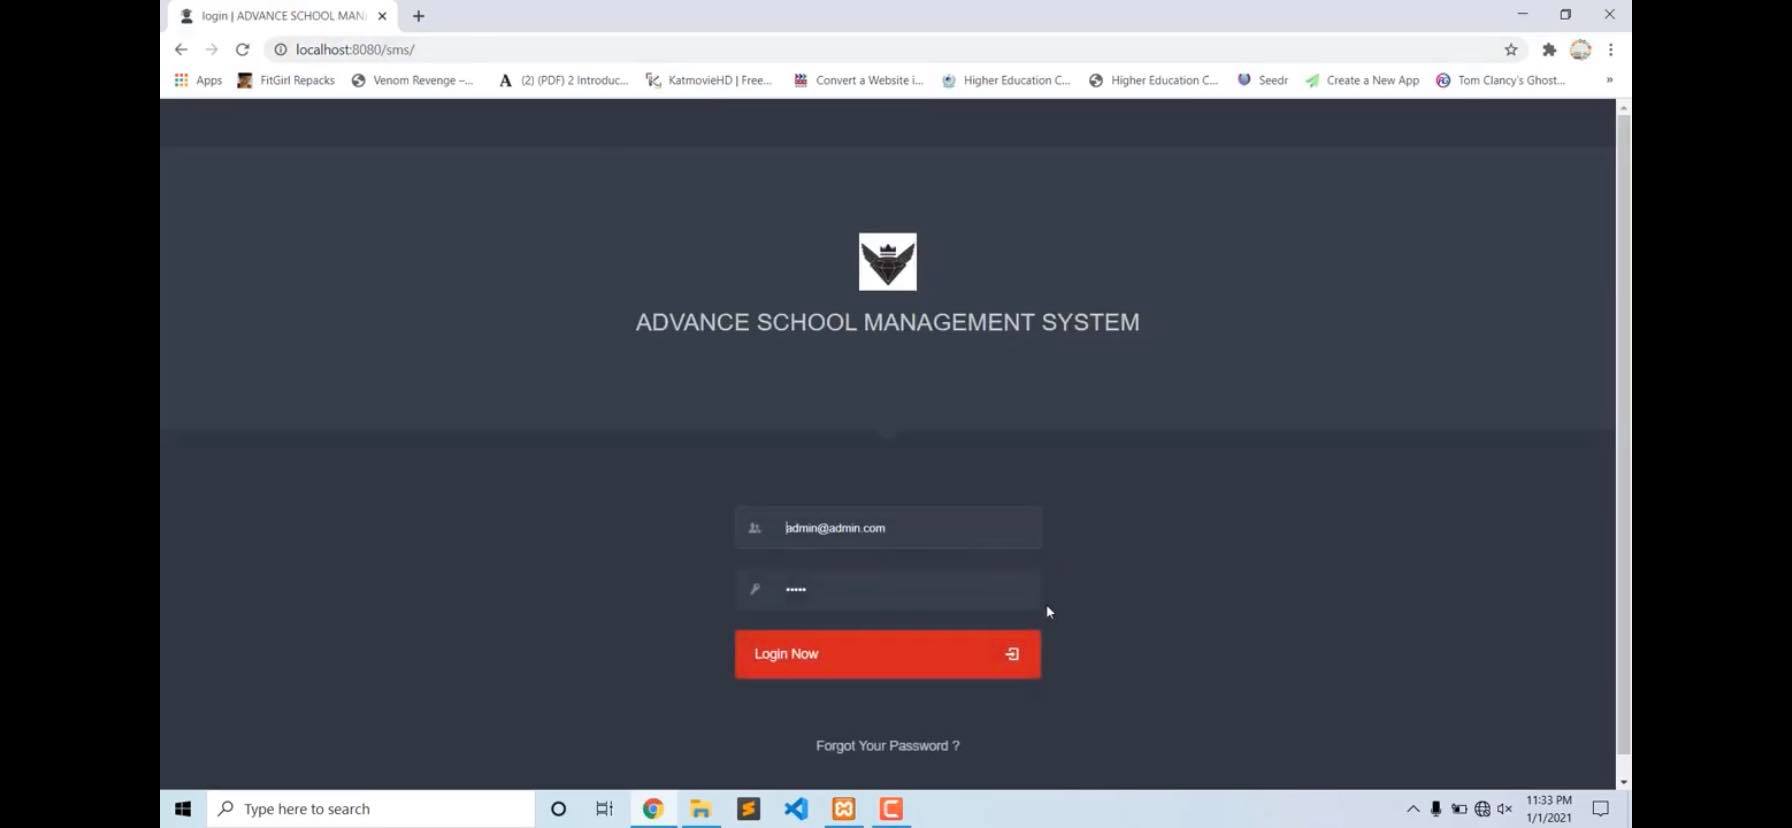 login | ADVANCE SCHOOL MAN
localhost:8080/sms/
Apps
FitGirl Repacks
Venom Revenge –...
(2) (PDF) 2 Introduc...
KatmovieHD | Free...
Convert a Website i...
Higher Education C...
Higher Education C...
Seedr
Create a New App
Tom Clancy's Ghost...
»
ADVANCE SCHOOL MANAGEMENT SYSTEM
admin@admin.com
•••••
Login Now
Forgot Your Password ?
Type here to search
11:33 PM
1/1/2021